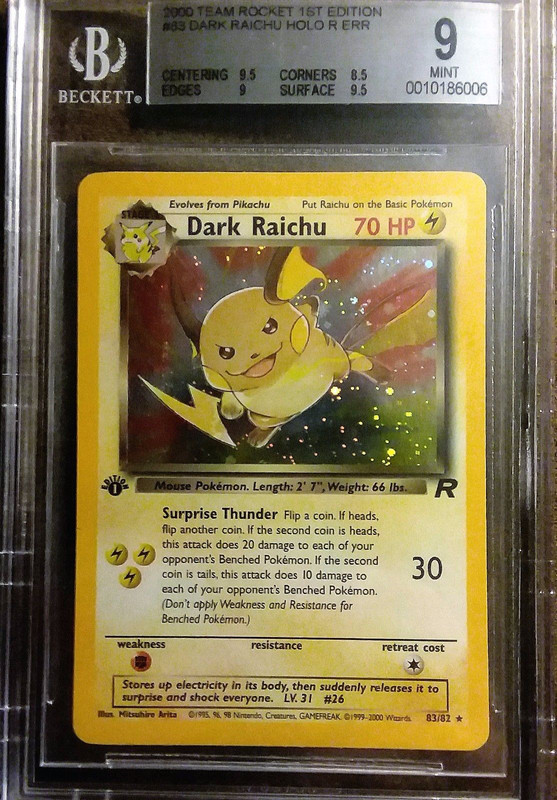 2000 TEAM ROCKET 1ST EDITION
#83 DARK RAICHU HOLO R ERR
CENTERING 9.5 CORNERS 8.5
EDGES 9 SURFACE 9.5
9
MINT
0010186006
B
BECKETT®
Evolves from Pikachu Put Raichu on the Basic Pokémon
STAGE 1
Dark Raichu 70 HP
EDITION
1
Mouse Pokémon. Length: 2' 7", Weight: 66 lbs.
R
Surprise Thunder Flip a coin. If heads,
flip another coin. If the second coin is heads,
this attack does 20 damage to each of your
opponent's Benched Pokémon. If the second
coin is tails, this attack does 10 damage to
each of your opponent's Benched Pokémon.
(Don't apply Weakness and Resistance for
Benched Pokémon.)
30
weakness resistance retreat cost
Stores up electricity in its body, then suddenly releases it to
surprise and shock everyone. LV. 31 #26
Illus. Mitsuhiro Arita ©1995, 96, 98 Nintendo, Creatures, GAMEFREAK. ©1999-2000 Wizards. 83/82 ★